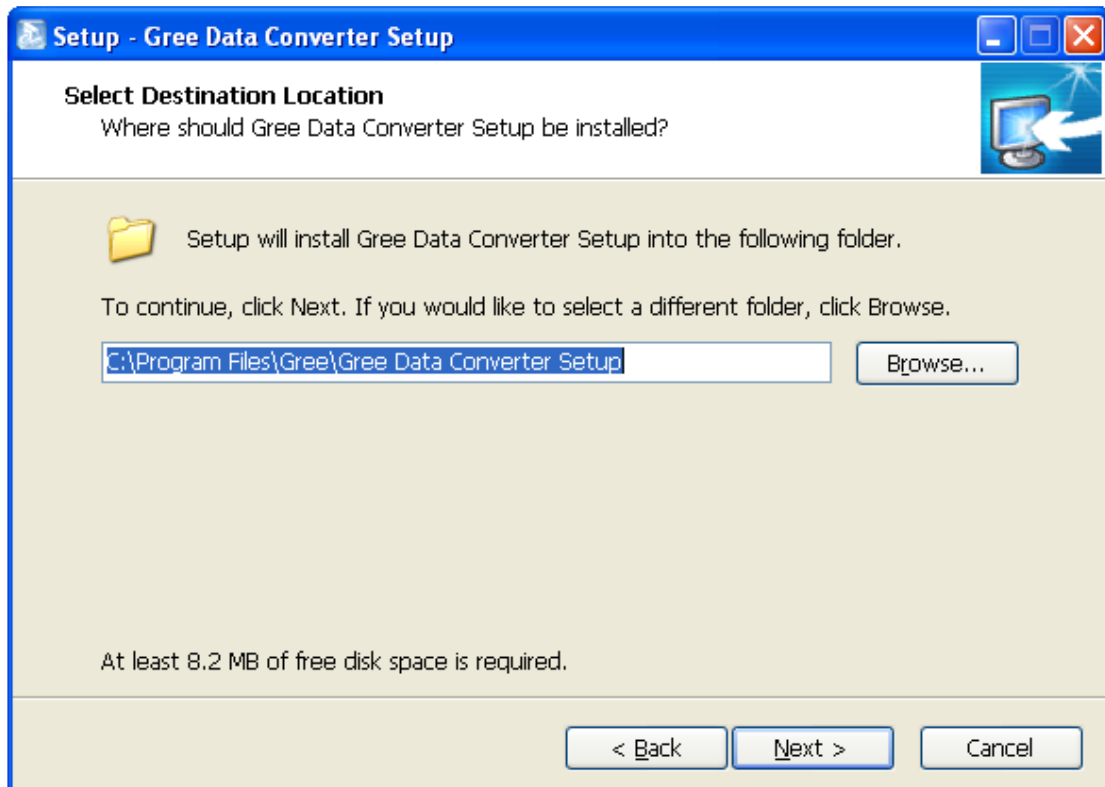 Setup - Gree Data Converter Setup
Select Destination Location
Where should Gree Data Converter Setup be installed?
Setup will install Gree Data Converter Setup into the following folder.
To continue, click Next. If you would like to select a different folder, click Browse.
C:\Program Files\Gree\Gree Data Converter Setup
Browse...
At least 8.2 MB of free disk space is required.
< Back
Next >
Cancel